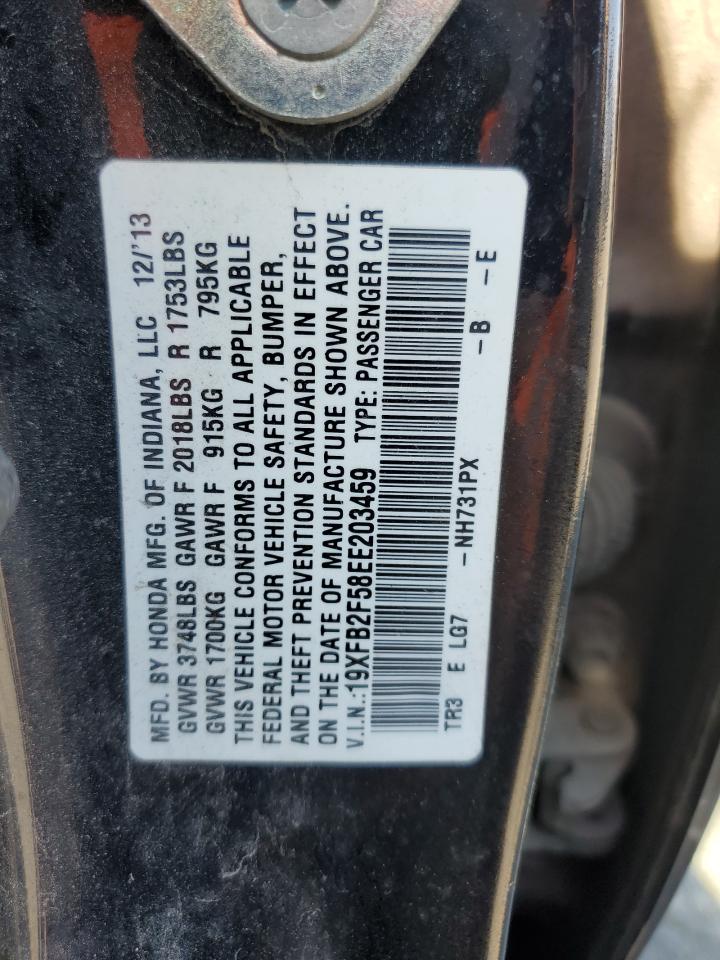 MFD. BY HONDA MFG. OF INDIANA, LLC 12/'13
GVWR 3748LBS GAWR F 2018LBS R 1753LBS
GVWR 1700KG GAWR F 915KG R 795KG
THIS VEHICLE CONFORMS TO ALL APPLICABLE
FEDERAL MOTOR VEHICLE SAFETY, BUMPER,
AND THEFT PREVENTION STANDARDS IN EFFECT
ON THE DATE OF MANUFACTURE SHOWN ABOVE.
V.I.N.:19XFB2F58EE203459 TYPE: PASSENGER CAR
TR3 E LG7 -NH731PX -B -E